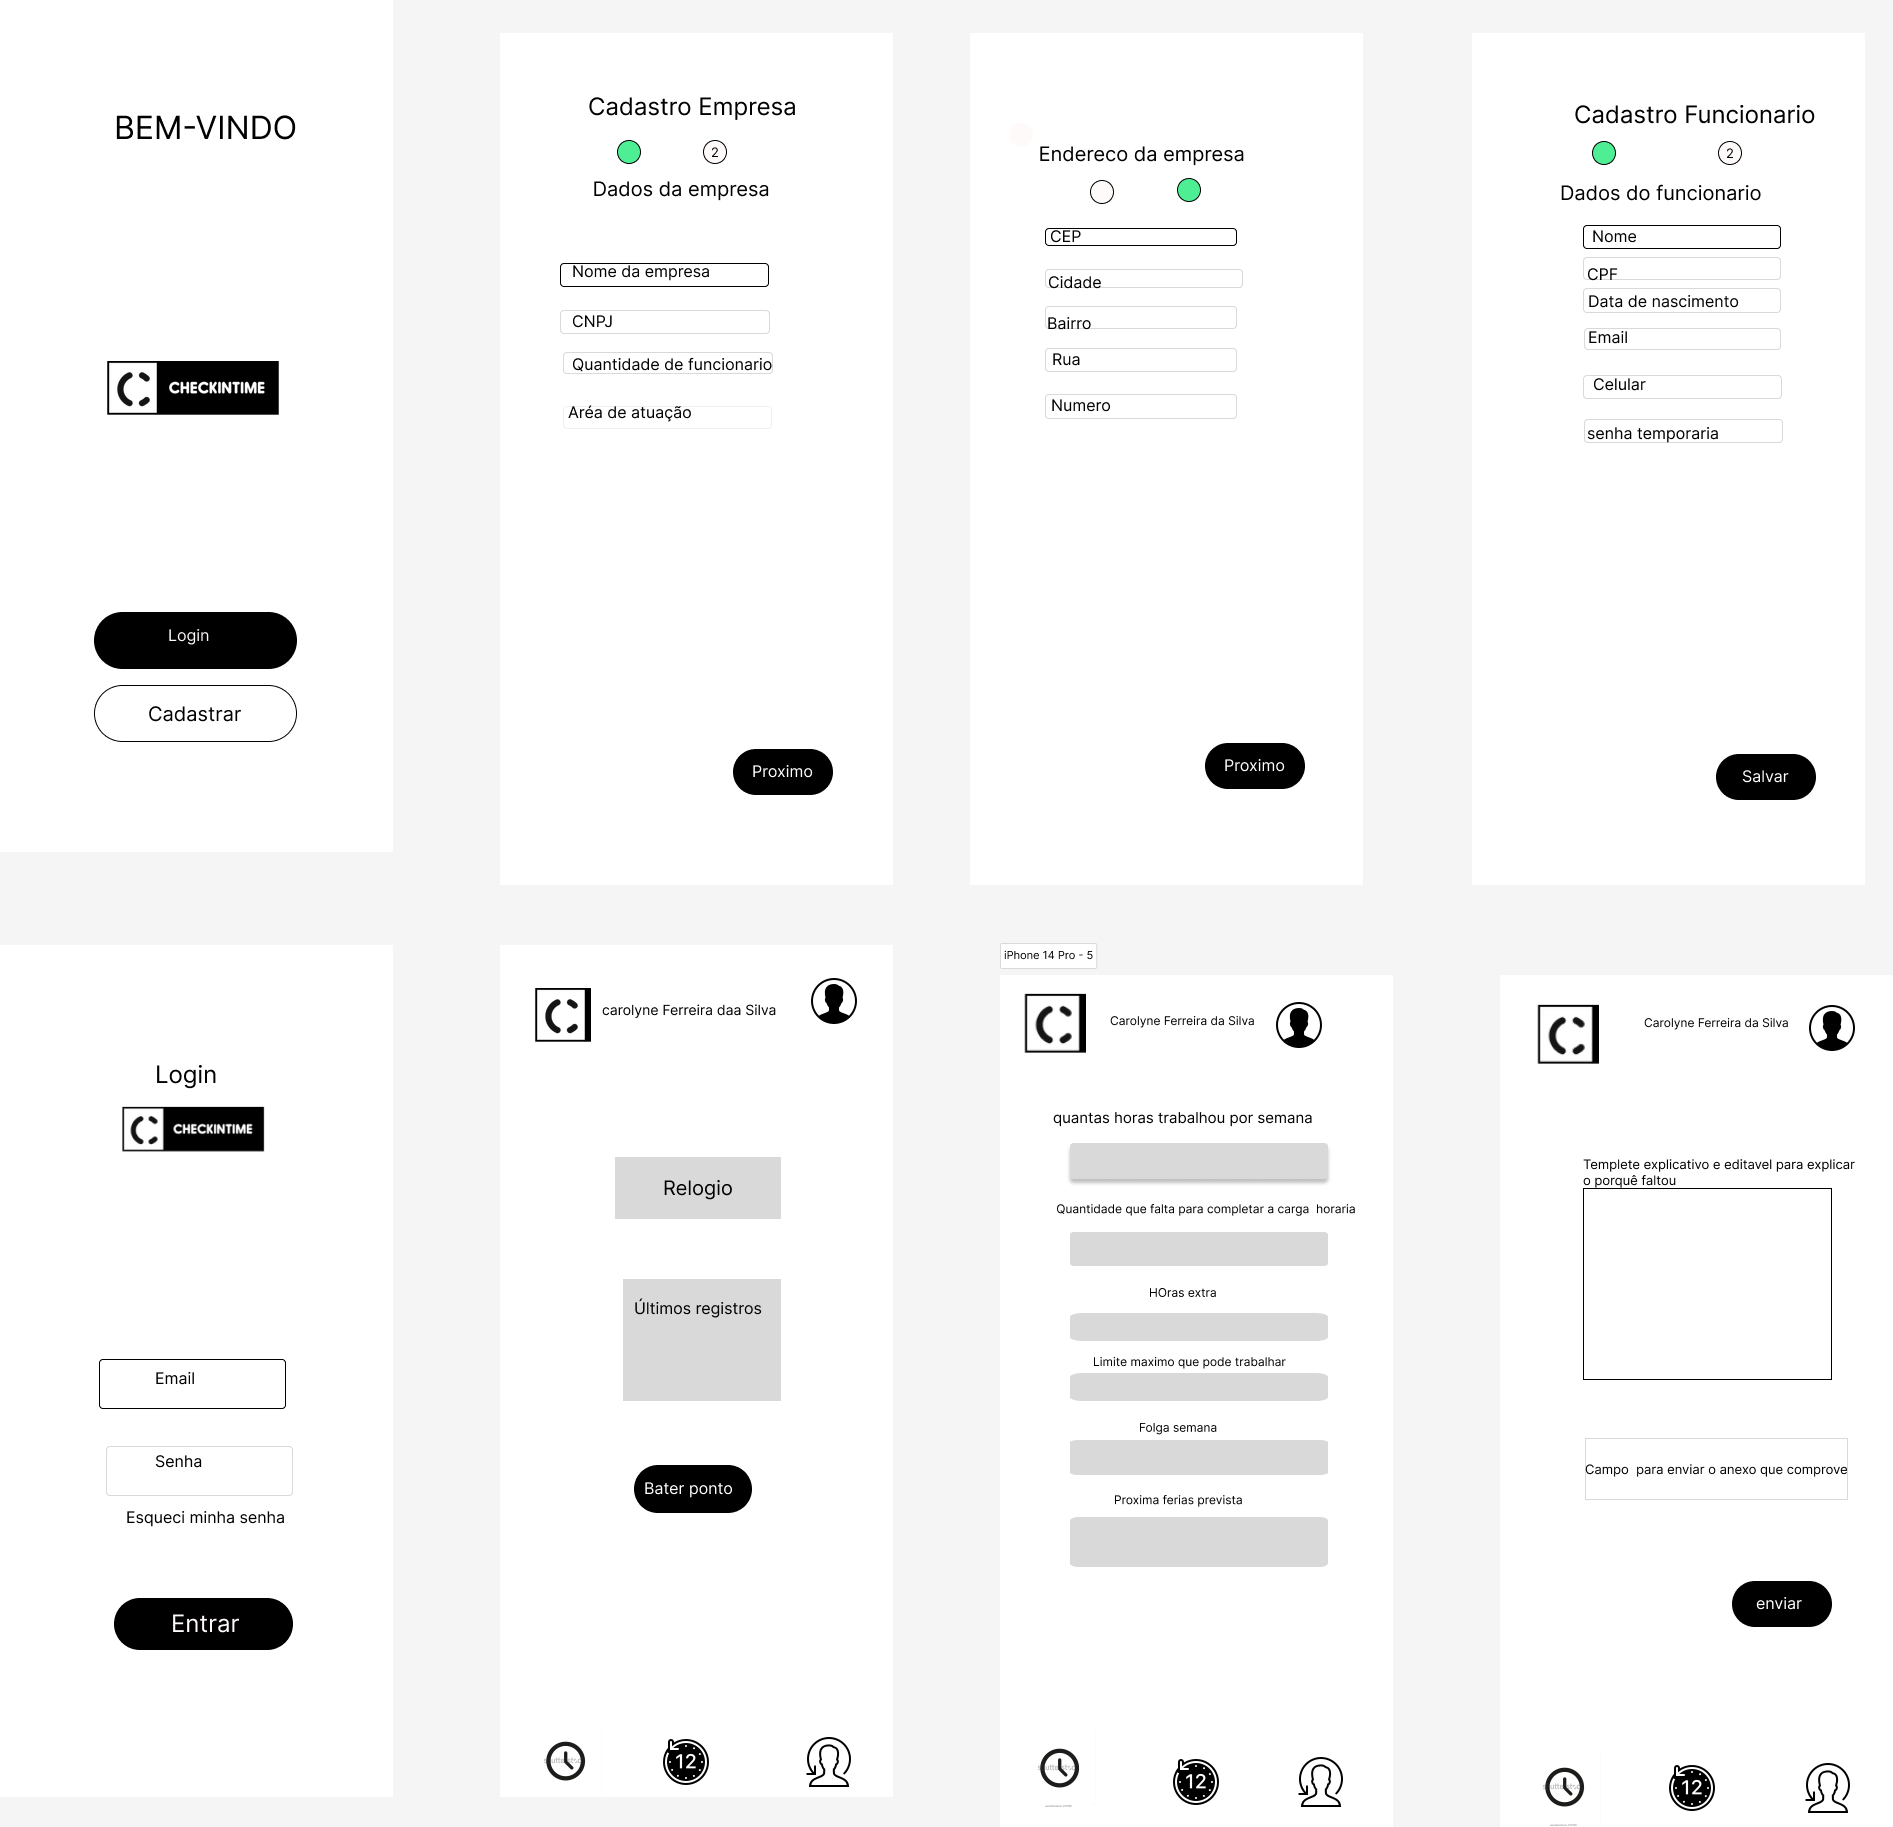 BEM-VINDO
CHECKINTIME
Login
Cadastrar
Cadastro Empresa
2
Dados da empresa
Nome da empresa
CNPJ
Quantidade de funcionario
Aréa de atuação
Proximo
Endereco da empresa
CEP
Cidade
Bairro
Rua
Numero
Proximo
Cadastro Funcionario
2
Dados do funcionario
Nome
CPF
Data de nascimento
Email
Celular
senha temporaria
Salvar
Login
CHECKINTIME
Email
Senha
Esqueci minha senha
Entrar
carolyne Ferreira daa Silva
Relogio
Últimos registros
Bater ponto
12
iPhone 14 Pro - 5
Carolyne Ferreira da Silva
quantas horas trabalhou por semana
Quantidade que falta para completar a carga  horaria
HOras extra
Limite maximo que pode trabalhar
Folga semana
Proxima ferias prevista
12
Carolyne Ferreira da Silva
Templete explicativo e editavel para explicar
o porquê faltou
Campo  para enviar o anexo que comprove
enviar
12